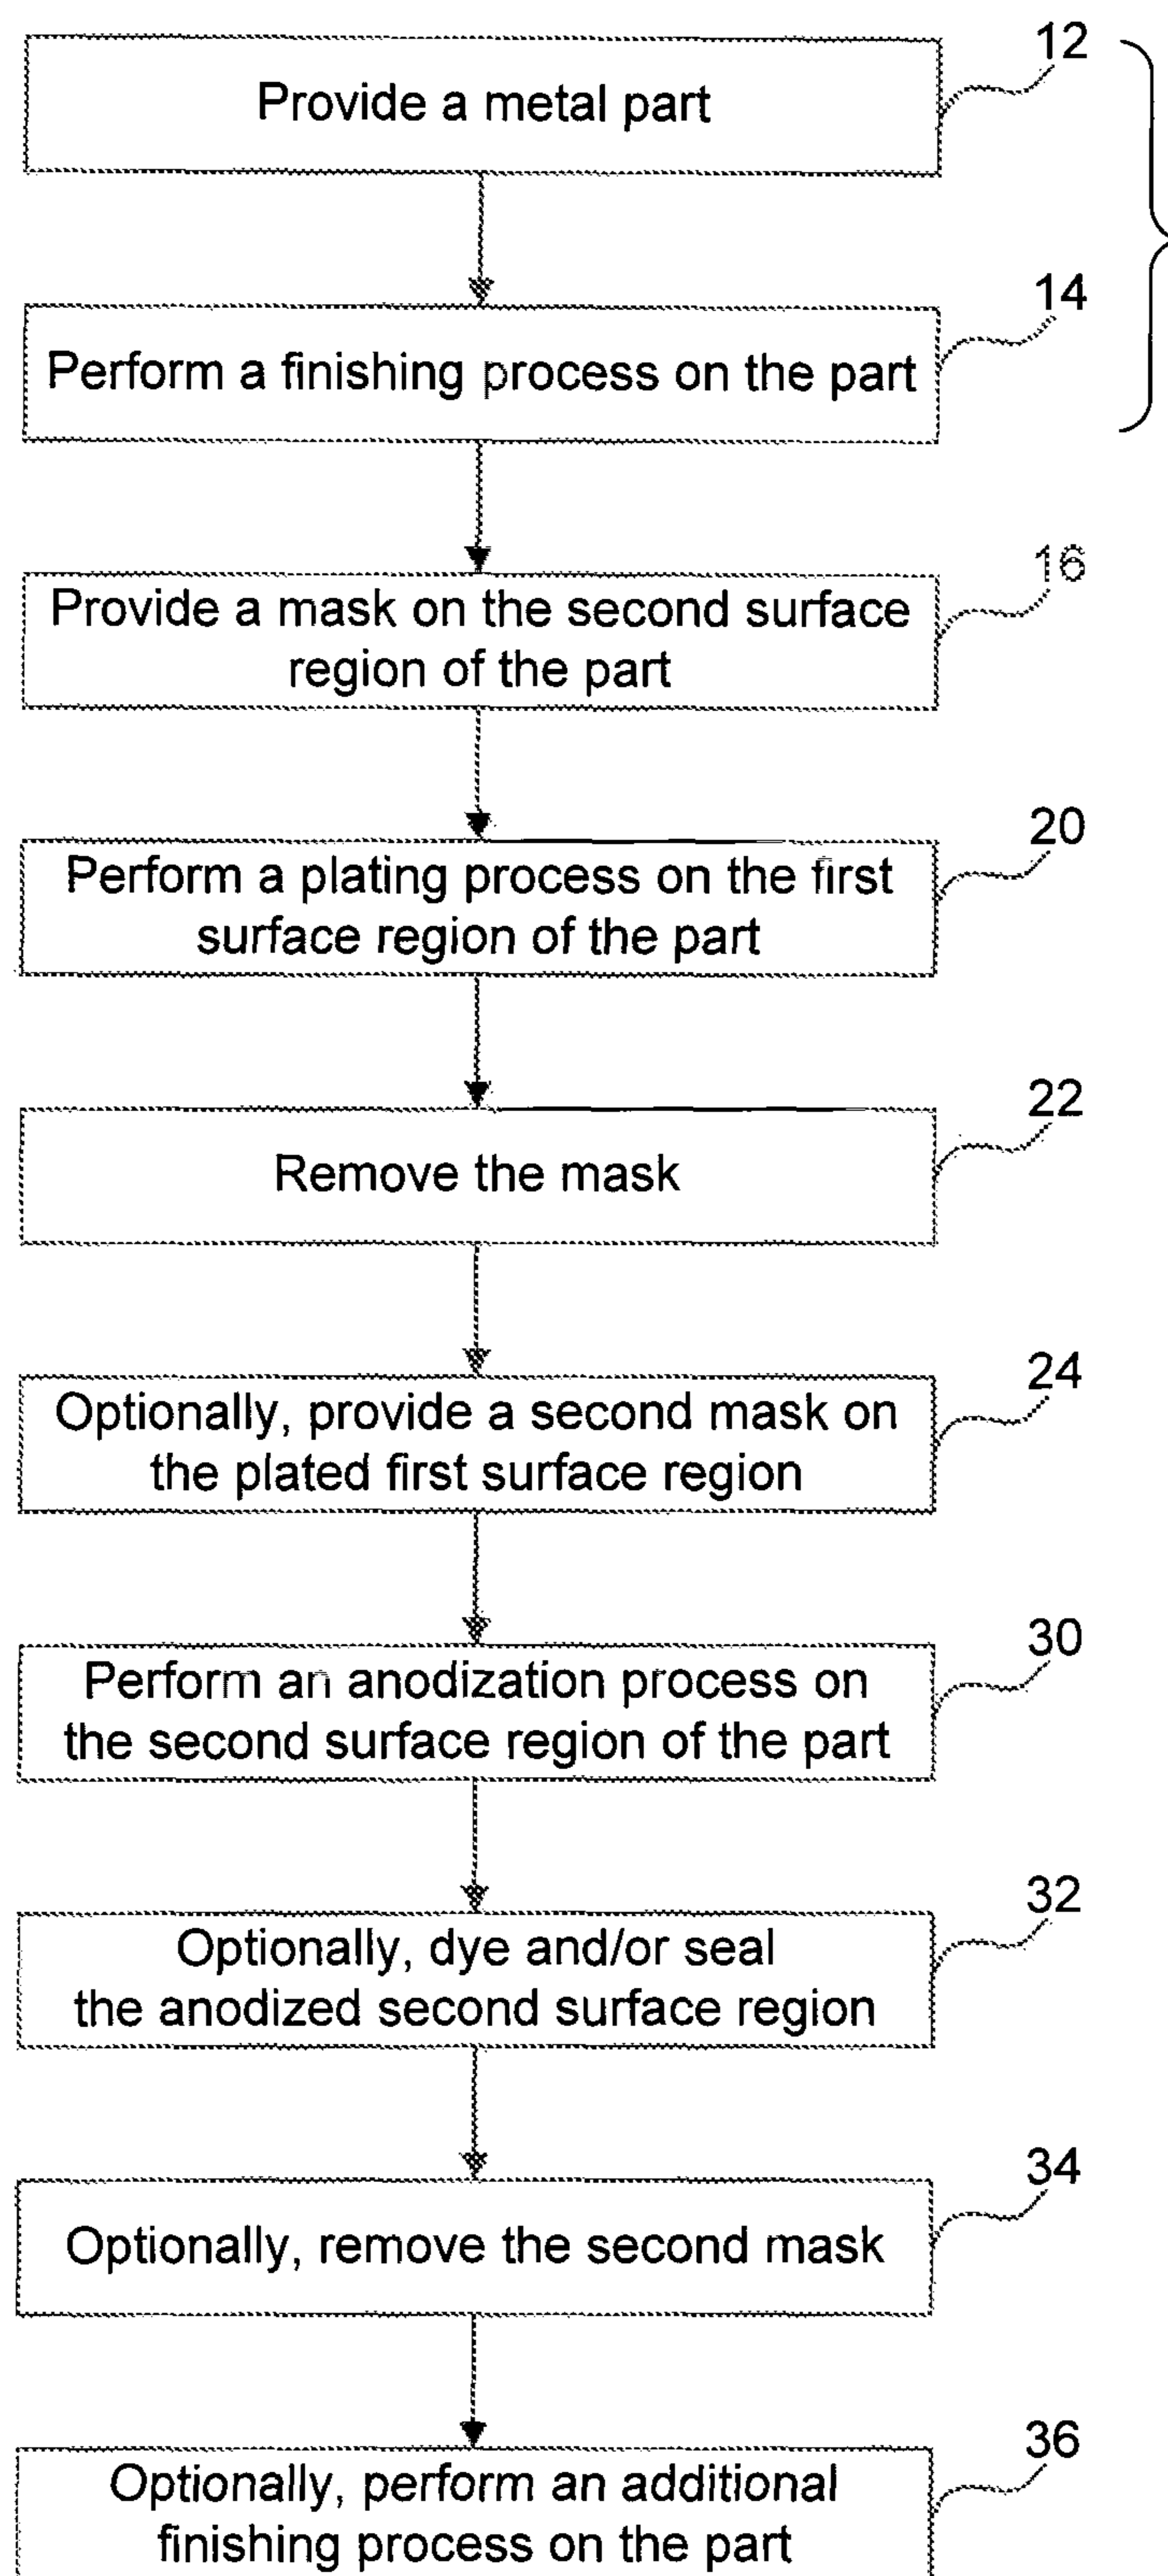 12
Provide a metal part
14
Perform a finishing process on the part
16
Provide a mask on the second surface
region of the part
20
Perform a plating process on the first
surface region of the part
22
Remove the mask
24
Optionally, provide a second mask on
the plated first surface region
30
Perform an anodization process on
the second surface region of the part
32
Optionally, dye and/or seal
the anodized second surface region
34
Optionally, remove the second mask
36
Optionally, perform an additional
finishing process on the part